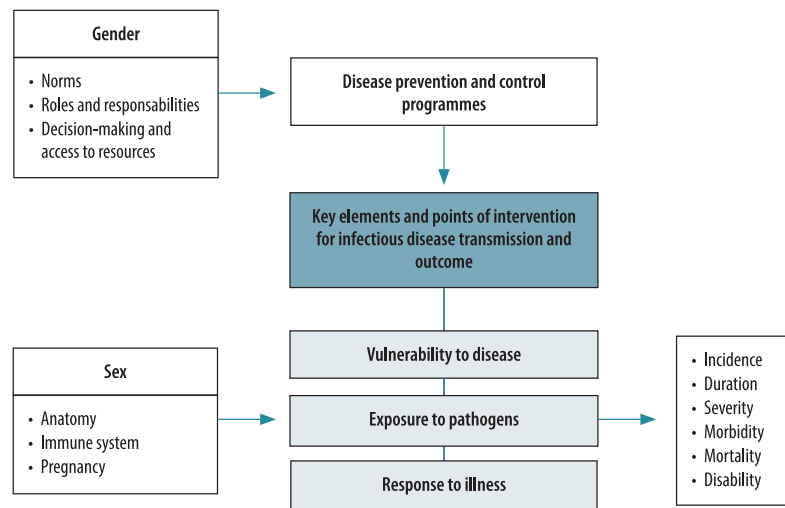 Gender
• Norms
• Roles and responsabilities
• Decision-making and
access to resources
Disease prevention and control
programmes
Key elements and points of intervention
for infectious disease transmission and
outcome
Vulnerability to disease
Sex
• Anatomy
• Immune system
• Pregnancy
Exposure to pathogens
Response to illness
• Incidence
• Duration
• Severity
• Morbidity
• Mortality
• Disability